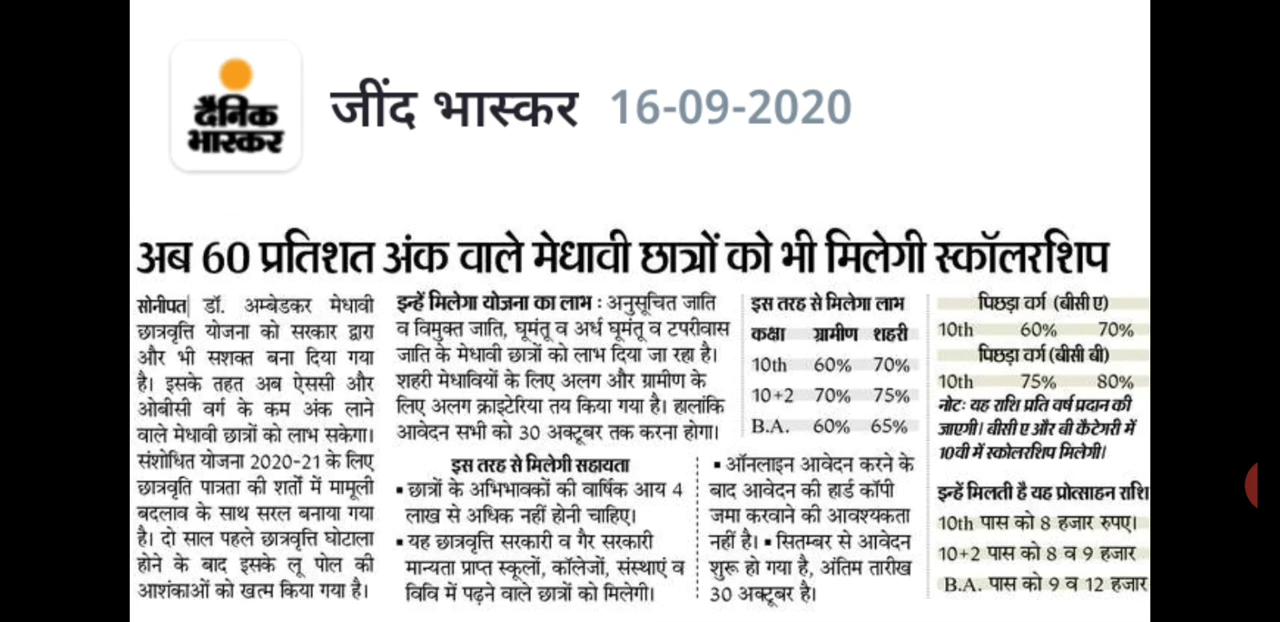 दैनिक
भास्कर
जींद भास्कर 16-09-2020
अब 60 प्रतिशत अंक वाले मेधावी छात्रों को भी मिलेगी स्कॉलरशिप
सोनीपत| डॉ. अम्बेडकर मेधावी
छात्रवृत्ति योजना को सरकार द्वारा
और भी सशक्त बना दिया गया
है। इसके तहत अब ऐससी और
ओबीसी वर्ग के कम अंक लाने
वाले मेधावी छात्रों को लाभ सकेगा।
संशोधित योजना 2020-21 के लिए
छात्रवृति पात्रता की शर्तों में मामूली
बदलाव के साथ सरल बनाया गया
है। दो साल पहले छात्रवृत्ति घोटाला
होने के बाद इसके लू पोल की
आशंकाओं को खत्म किया गया है।
इन्हें मिलेगा योजना का लाभ : अनुसूचित जाति
व विमुक्त जाति, घूमंतू व अर्ध घूमंतू व टपरीवास
जाति के मेधावी छात्रों को लाभ दिया जा रहा है।
शहरी मेधावियों के लिए अलग और ग्रामीण के
लिए अलग क्राइटेरिया तय किया गया है। हालांकि
आवेदन सभी को 30 अक्टूबर तक करना होगा।
इस तरह से मिलेगी सहायता
▪ छात्रों के अभिभावकों की वार्षिक आय 4
लाख से अधिक नहीं होनी चाहिए।
▪ यह छात्रवृत्ति सरकारी व गैर सरकारी
मान्यता प्राप्त स्कूलों, कॉलेजों, संस्थाएं व
विवि में पढ़ने वाले छात्रों को मिलेगी।
▪ ऑनलाइन आवेदन करने के
बाद आवेदन की हार्ड कॉपी
जमा करवाने की आवश्यकता
नहीं है। ▪ सितम्बर से आवेदन
शुरू हो गया है, अंतिम तारीख
30 अक्टूबर है।
इस तरह से मिलेगा लाभ
कक्षा ग्रामीण शहरी
10th 60% 70%
10+2 70% 75%
B.A. 60% 65%
पिछड़ा वर्ग (बीसी ए)
10th 60% 70%
पिछड़ा वर्ग (बीसी बी)
10th 75% 80%
नोटः यह राशि प्रति वर्ष प्रदान की
जाएगी। बीसी ए और बी कैटेगरी में
10वी में स्कोलरशिप मिलेगी।
इन्हें मिलती है यह प्रोत्साहन राशि
10th पास को 8 हजार रुपए।
10+2 पास को 8 व 9 हजार
B.A. पास को 9 व 12 हजार